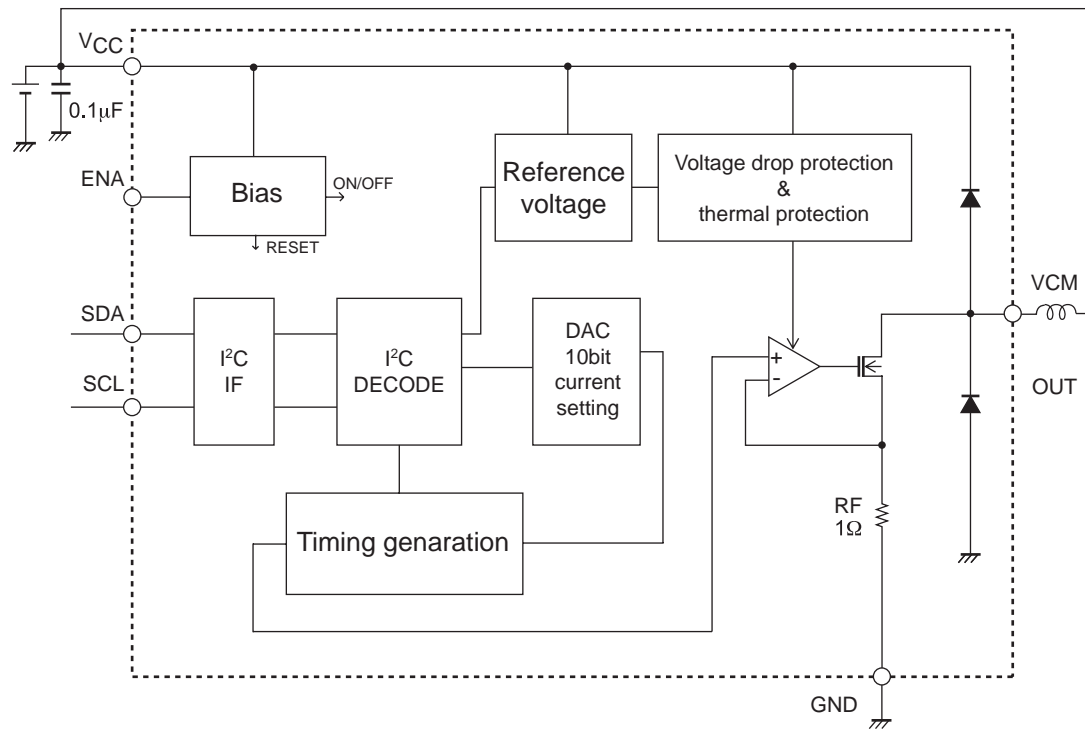 VCC
0.1μF
ENA
Bias
ON/OFF
RESET
Reference
voltage
Voltage drop protection
&
thermal protection
SDA
SCL
I²C
IF
I²C
DECODE
DAC
10bit
current
setting
+
-
VCM
OUT
Timing genaration
RF
1Ω
GND